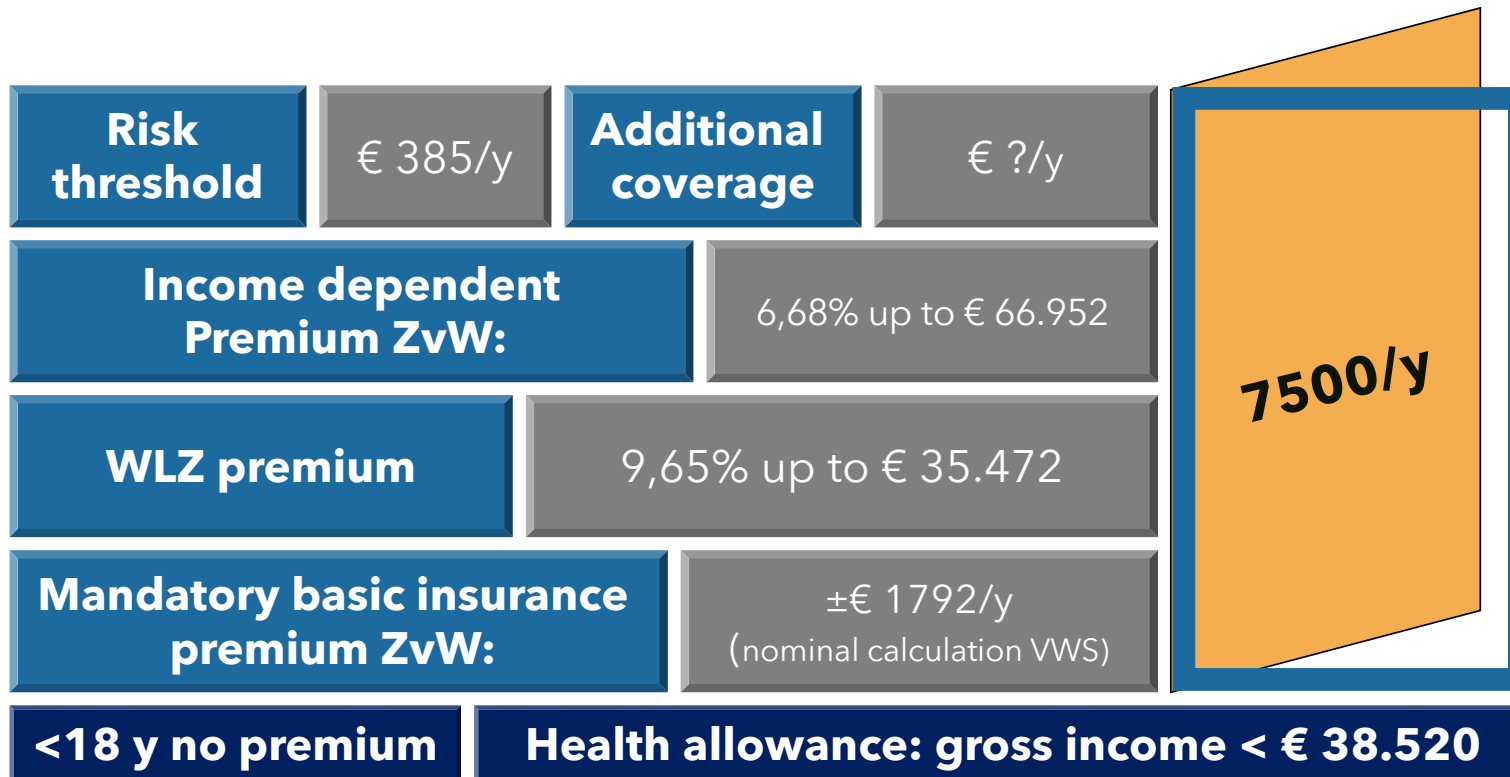 Risk
threshold
€ 385/y
Additional
coverage
€ ?/y
Income dependent
Premium ZvW:
6,68% up to € 66.952
WLZ premium
9,65% up to € 35.472
Mandatory basic insurance
premium ZvW:
±€ 1792/y
(nominal calculation VWS)
7500/y
<18 y no premium
Health allowance: gross income < € 38.520